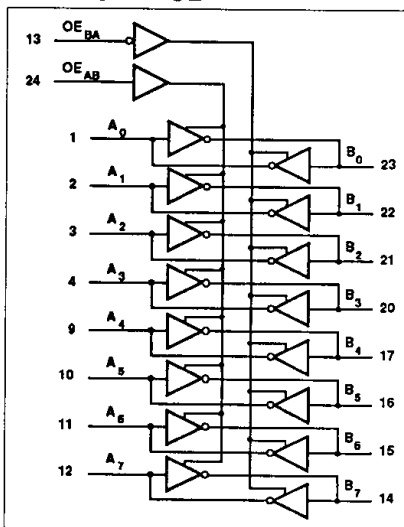 13 OE_BA
24 OE_AB
1 A_0
B_0 23
2 A_1
B_1 22
3 A_2
B_2 21
4 A_3
B_3 20
9 A_4
B_4 17
10 A_5
B_5 16
11 A_6
B_6 15
12 A_7
B_7 14